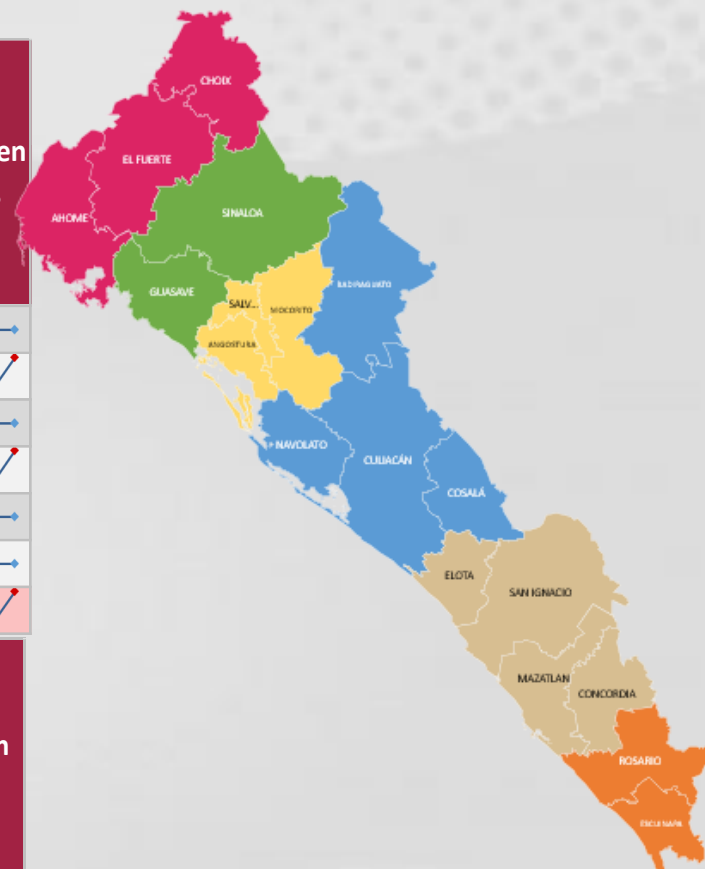 CHOIX
en
EL FUERTE
SINALOA
AHOME
BADIRAGUATO
GUASAVE
SALV...
MOCORITO
ANGOSTURA
NAVOLATO
CULIACÁN
COSALÁ
ELOTA
SAN IGNACIO
MAZATLAN
CONCORDIA
n
ROSARIO
ESCUINAPA